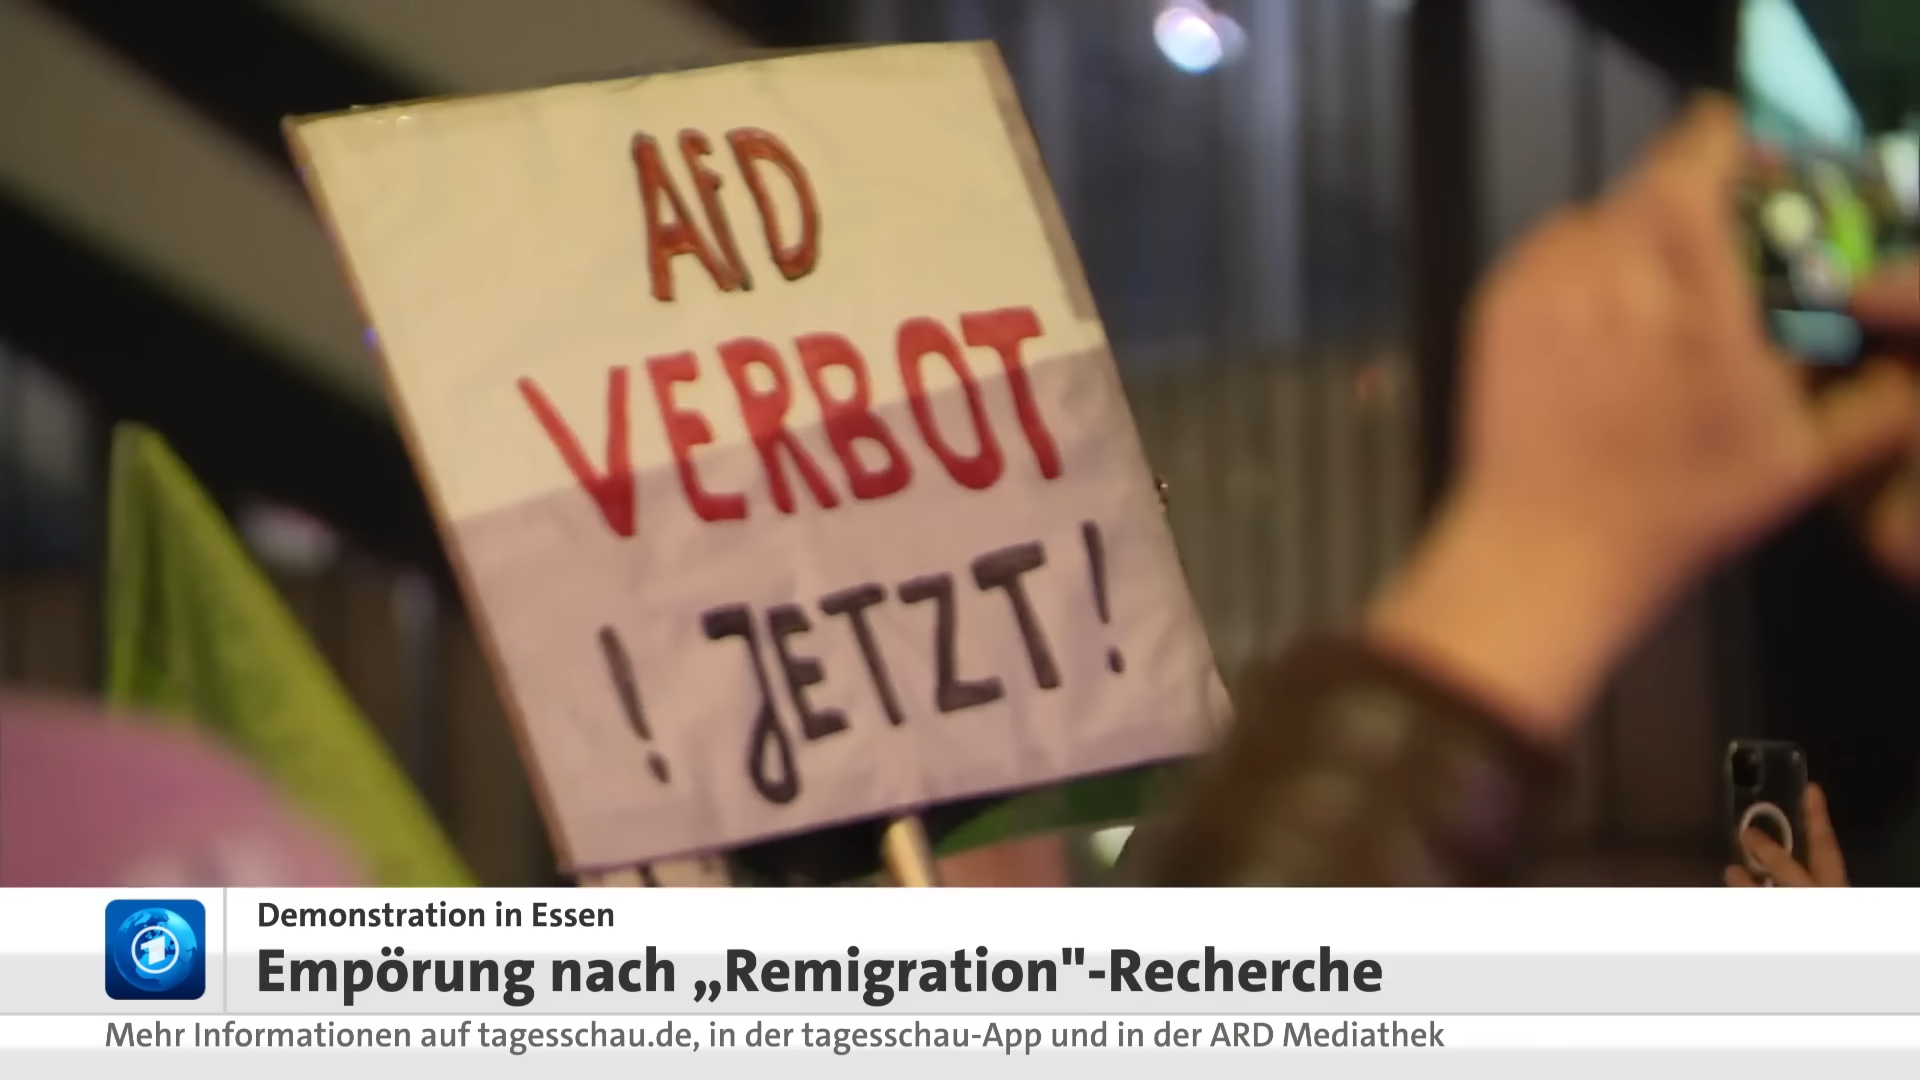 AfD
VERBOT
! JETZT !
1
Demonstration in Essen
Empörung nach „Remigration"-Recherche
Mehr Informationen auf tagesschau.de, in der tagesschau-App und in der ARD Mediathek